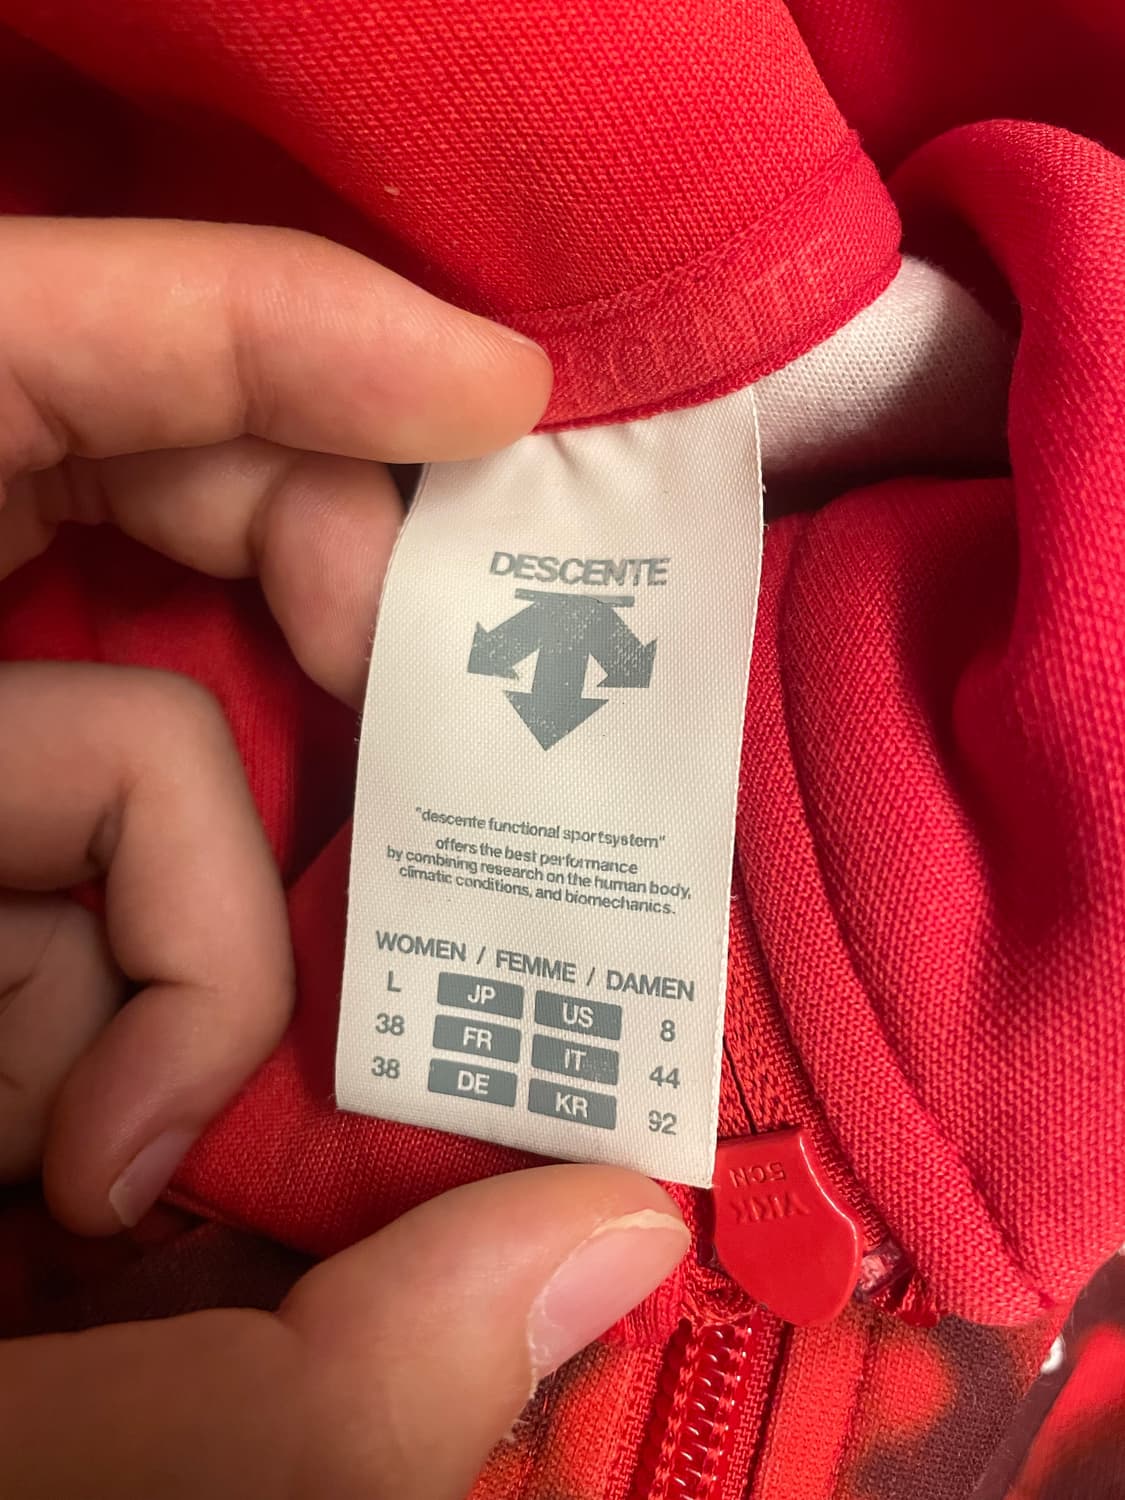 DESCENTE
"descente functional sportsystem"
offers the best performance
by combining research on the human body,
climatic conditions, and biomechanics.
WOMEN / FEMME / DAMEN
L JP US 8
38 FR IT 44
38 DE KR 92
YKK
5CN